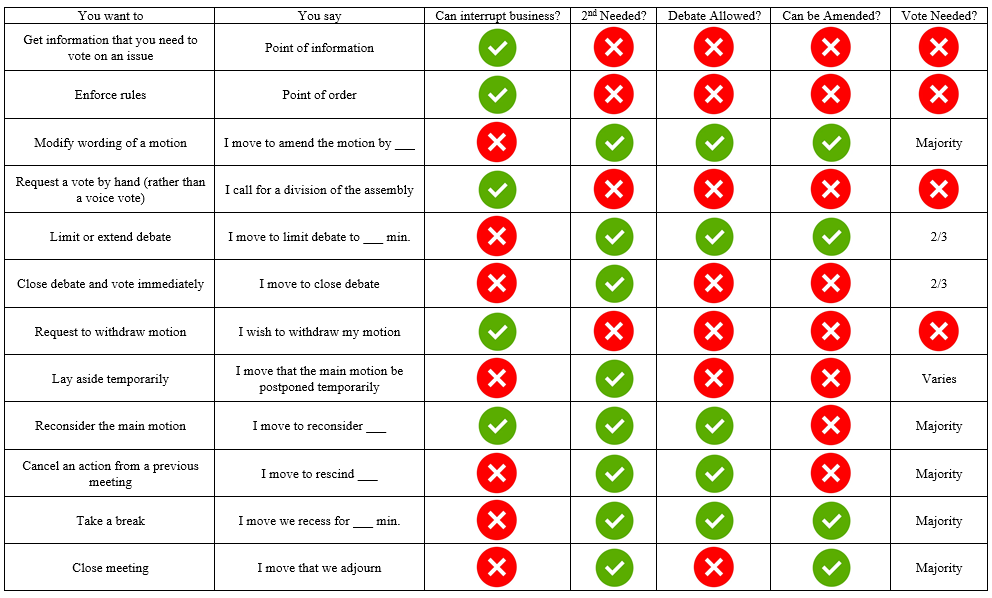 You want to | You say | Can interrupt business? | 2nd Needed? | Debate Allowed? | Can be Amended? | Vote Needed?
Get information that you need to
vote on an issue
Point of information
Enforce rules
Point of order
Modify wording of a motion
I move to amend the motion by ___
Majority
Request a vote by hand (rather than
a voice vote)
I call for a division of the assembly
Limit or extend debate
I move to limit debate to ___ min.
2/3
Close debate and vote immediately
I move to close debate
2/3
Request to withdraw motion
I wish to withdraw my motion
Lay aside temporarily
I move that the main motion be
postponed temporarily
Varies
Reconsider the main motion
I move to reconsider ___
Majority
Cancel an action from a previous
meeting
I move to rescind ___
Majority
Take a break
I move we recess for ___ min.
Majority
Close meeting
I move that we adjourn
Majority